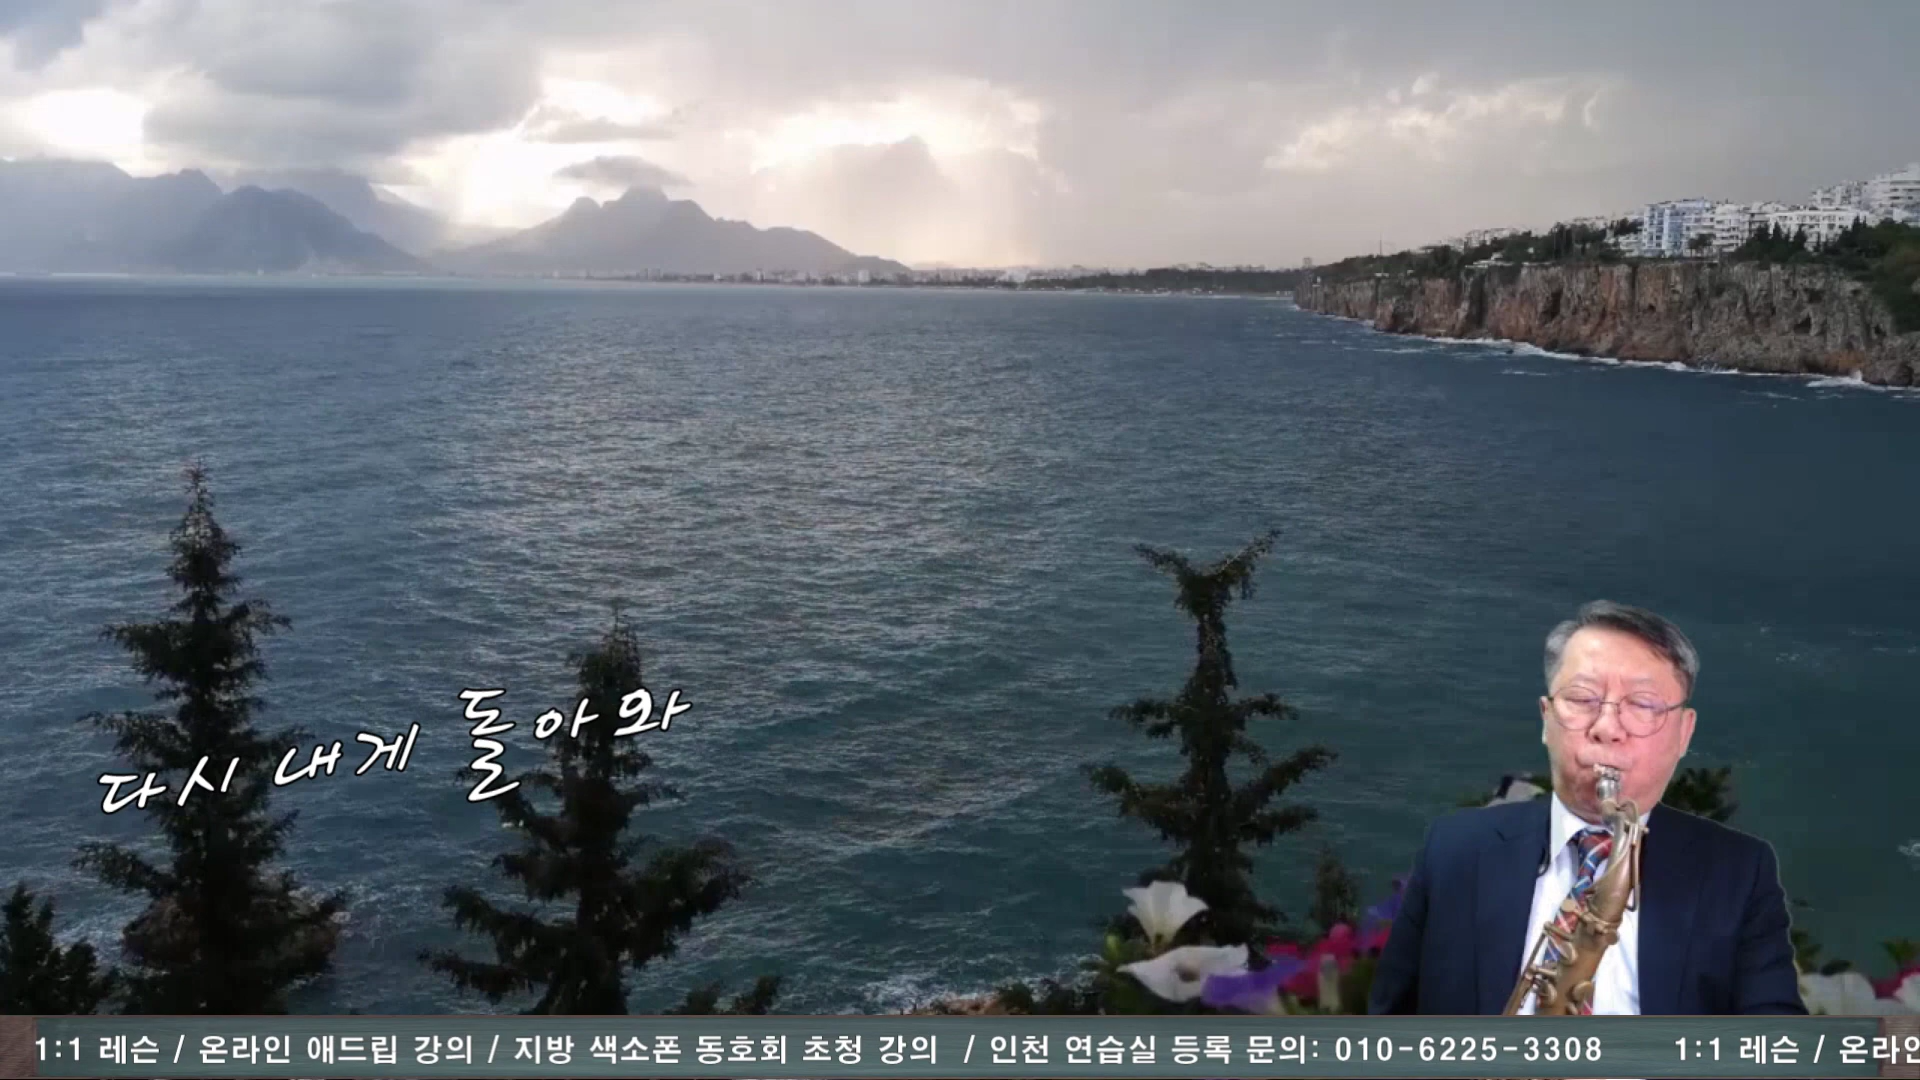 다시 내게 돌아와
1:1 레슨 / 온라인 애드립 강의 / 지방 색소폰 동호회 초청 강의 / 인천 연습실 등록 문의: 010-6225-3308 1:1 레슨 / 온라인